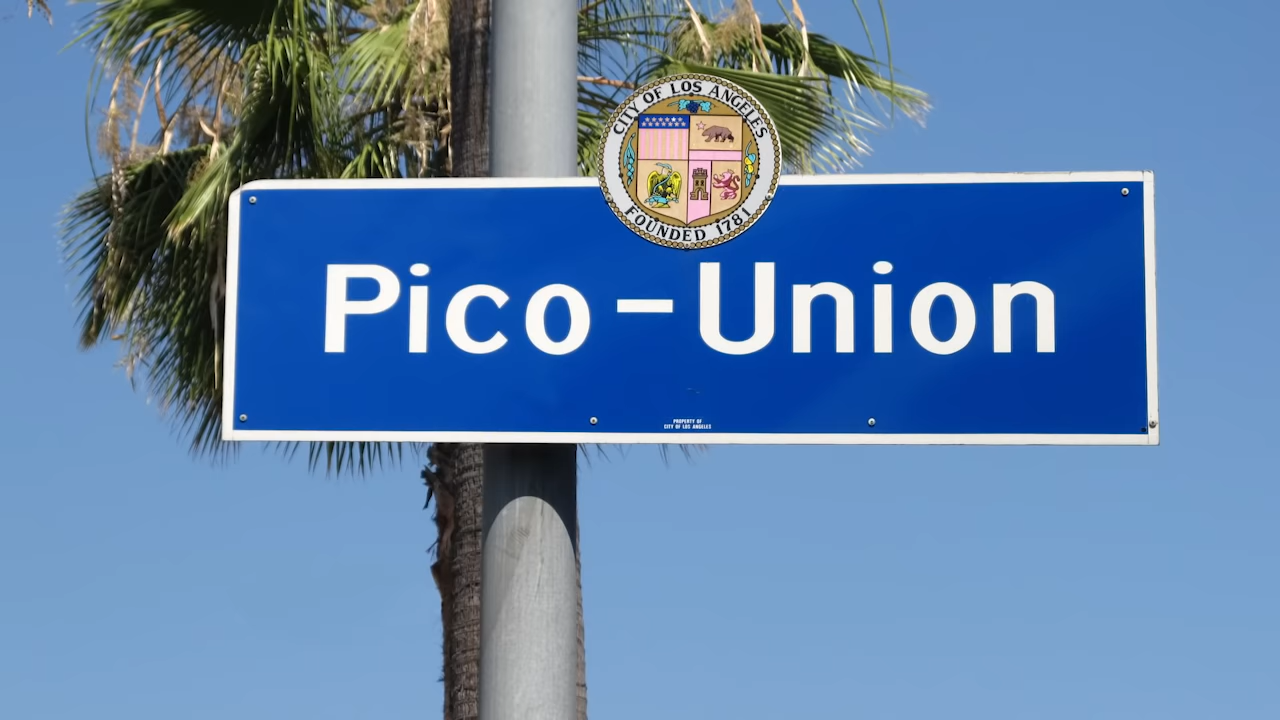 CITY OF LOS ANGELES
FOUNDED 1781
Pico-Union
PROPERTY OF
CITY OF LOS ANGELES